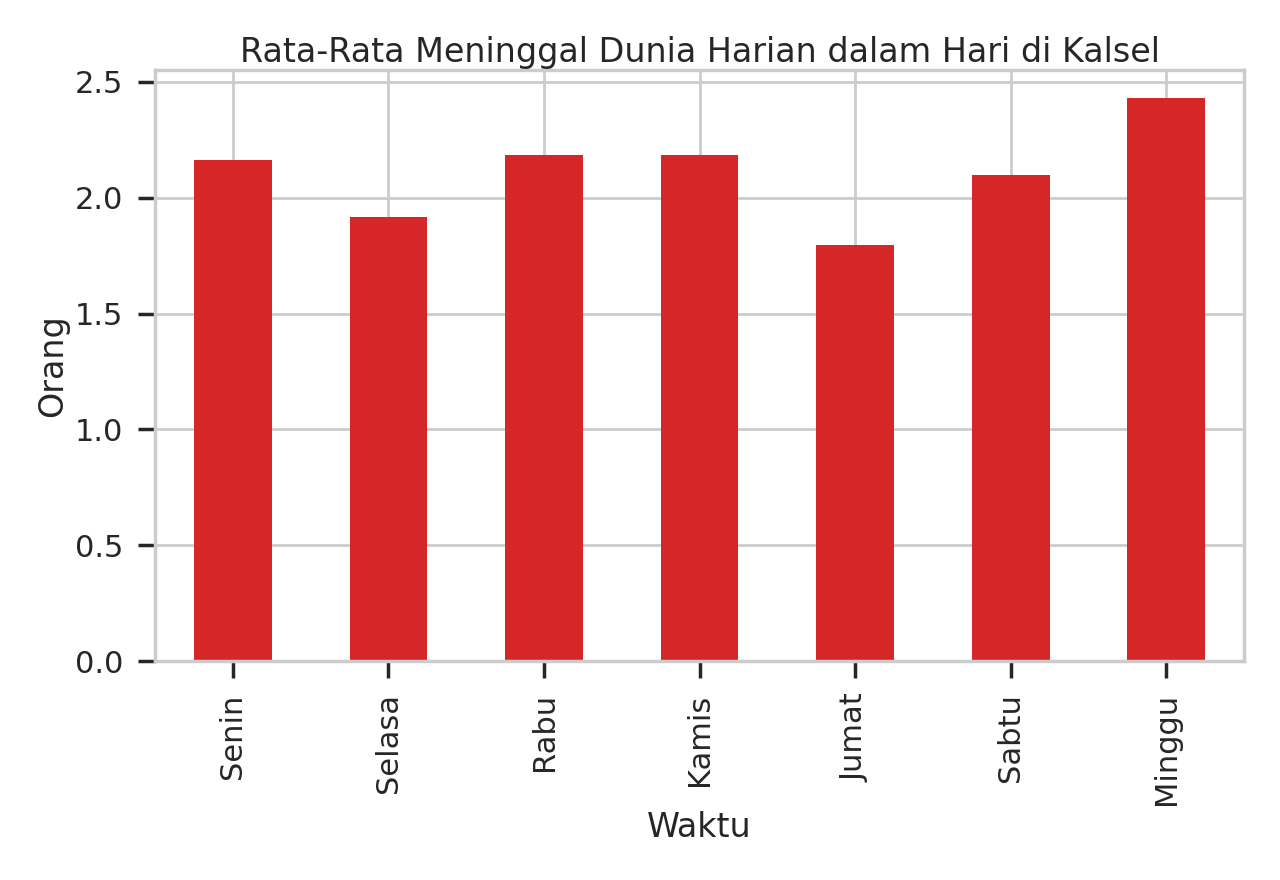 Rata-Rata Meninggal Dunia Harian dalam Hari di Kalsel
2.5
2.0
1.5
1.0
0.5
0.0
Orang
Senin
Selasa
Rabu
Kamis
Jumat
Sabtu
Minggu
Waktu